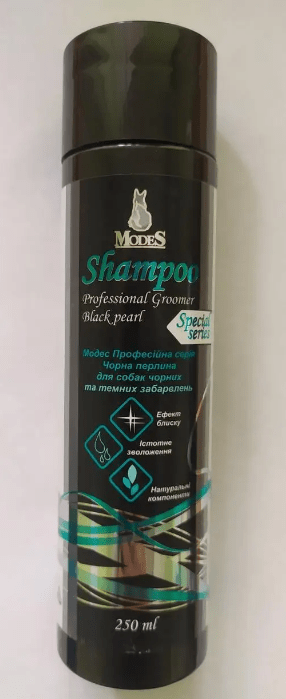 ModeS
Shampoo
Professional Groomer
Black pearl
Special
series
Модес Професійна серія
Чорна перлина
для собак чорних
та темних забарвлень
Ефект
блиску
Істотне
зволоження
Натуральні
компоненти
250 ml